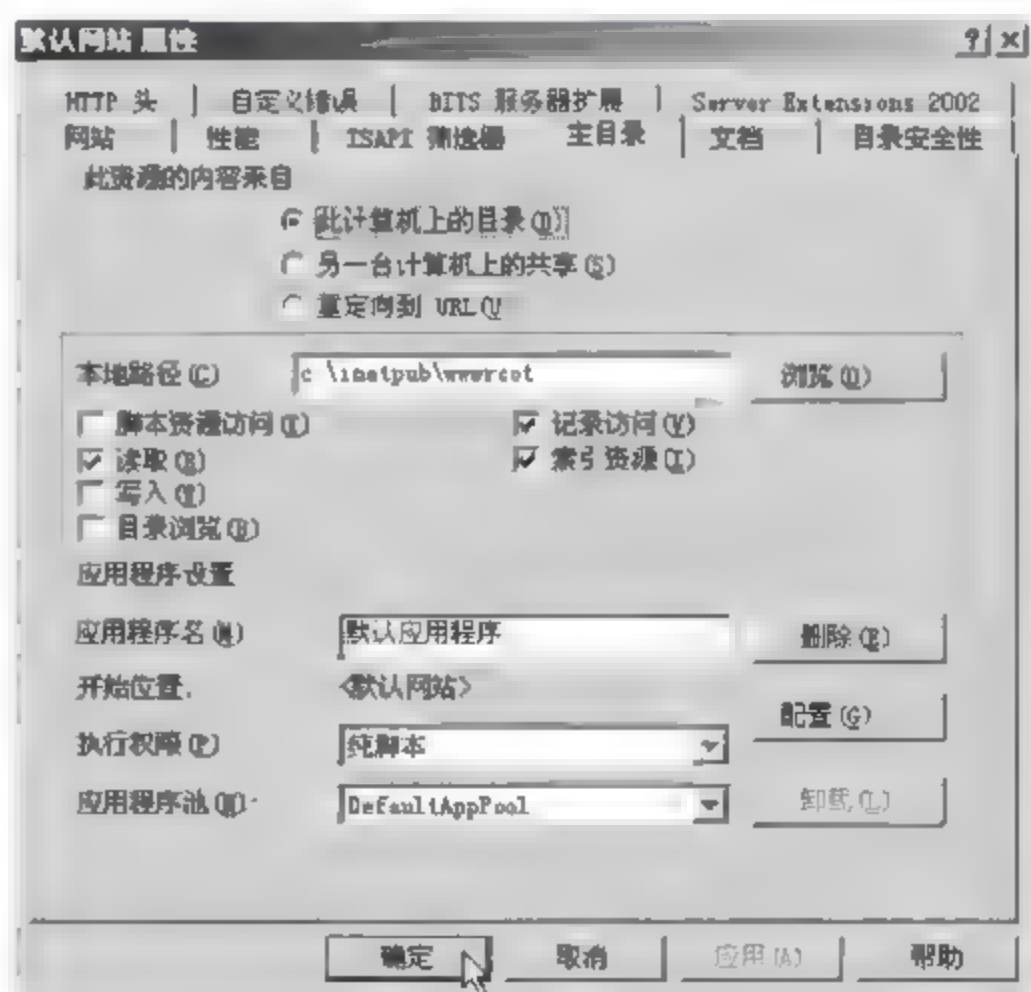 默认网站 属性
HTTP 头 自定义错误 BITS 服务器扩展 Server Extensions 2002
网站 性能 ISAPI 筛选器 主目录 文档 目录安全性
此资源的内容来自
此计算机上的目录(D)
另一台计算机上的共享(S)
重定向到 URL(U
本地路径(C) c \inetpub\wwwroot 浏览(O)
脚本资源访问(T) 记录访问(V)
读取(R) 索引资源(I)
写入(W)
目录浏览(B)
应用程序设置
应用程序名(M) 默认应用程序 删除(E)
开始位置. <默认网站>
配置(G)
执行权限(P) 纯脚本
应用程序池(N) DefaultAppPool 卸载(L)
确定 取消 应用(A) 帮助